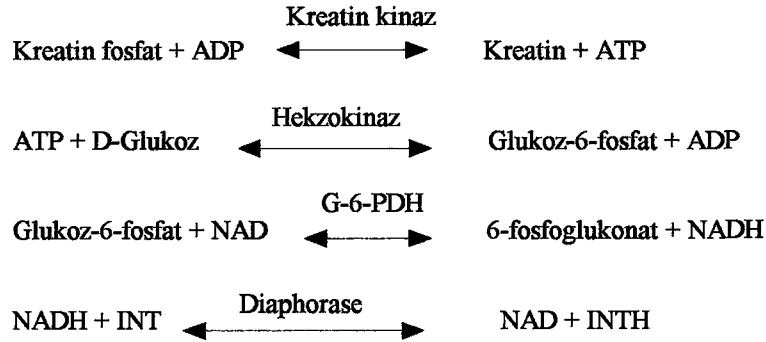 Kreatin kinaz
Kreatin fosfat + ADP Kreatin + ATP
Hekzokinaz
ATP + D-Glukoz Glukoz-6-fosfat + ADP
G-6-PDH
Glukoz-6-fosfat + NAD 6-fosfoglukonat + NADH
Diaphorase
NADH + INT NAD + INTH